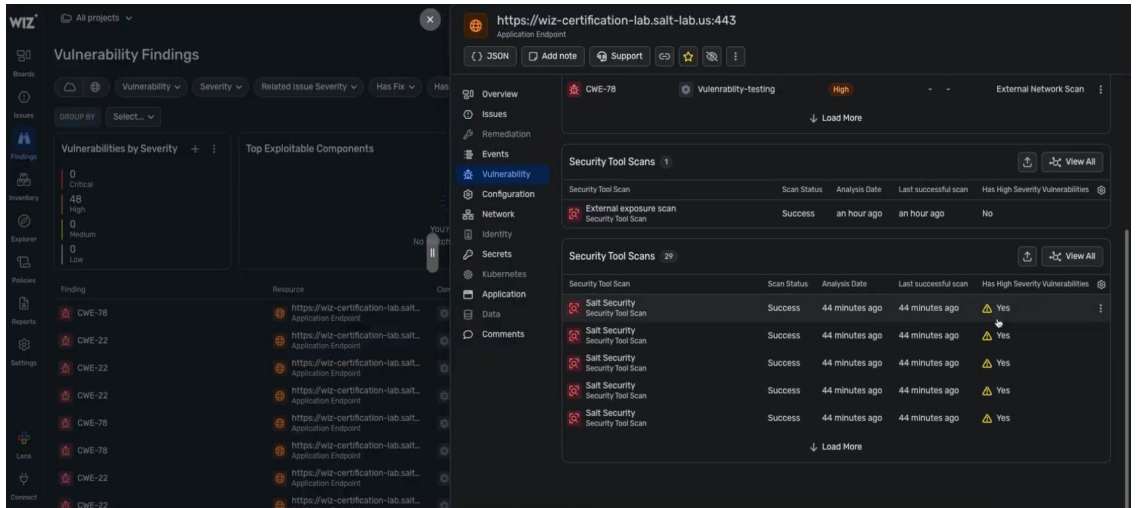 WIZ
All projects
Vulnerability Findings
Vulnerability
Severity
Related Issue Severity
Has Fix
Has
GROUP BY
Select...
Vulnerabilities by Severity
0
Critical
48
High
0
Medium
0
Low
Top Exploitable Components
You'r
No
tch
Finding
Resource
Con
CWE-78
https://wiz-certification-lab.salt...
Application Endpoint
CWE-22
https://wiz-certification-lab.salt...
Application Endpoint
CWE-22
https://wiz-certification-lab.salt...
Application Endpoint
CWE-22
https://wiz-certification-lab.salt...
Application Endpoint
CWE-78
https://wiz-certification-lab.salt...
Application Endpoint
CWE-78
https://wiz-certification-lab.salt...
Application Endpoint
CWE-22
https://wiz-certification-lab.salt...
Application Endpoint
CWE-22
https://wiz-certification-lab.salt...
Boards
Issues
Findings
Inventory
Explorer
Policies
Reports
Settings
Lens
Connect
https://wiz-certification-lab.salt-lab.us:443
Application Endpoint
{} JSON
Add note
Support
Overview
Issues
Remediation
Events
Vulnerability
Configuration
Network
Identity
Secrets
Kubernetes
Application
Data
Comments
CWE-78 Vulenrablity-testing High - - External Network Scan
Load More
Security Tool Scans 1
View All
Security Tool Scan Scan Status Analysis Date Last successful scan Has High Severity Vulnerabilities
External exposure scan
Security Tool Scan
Success an hour ago an hour ago No
Security Tool Scans 29
View All
Security Tool Scan Scan Status Analysis Date Last successful scan Has High Severity Vulnerabilities
Salt Security
Security Tool Scan
Success 44 minutes ago 44 minutes ago Yes
Salt Security
Security Tool Scan
Success 44 minutes ago 44 minutes ago Yes
Salt Security
Security Tool Scan
Success 44 minutes ago 44 minutes ago Yes
Salt Security
Security Tool Scan
Success 44 minutes ago 44 minutes ago Yes
Salt Security
Security Tool Scan
Success 44 minutes ago 44 minutes ago Yes
Load More